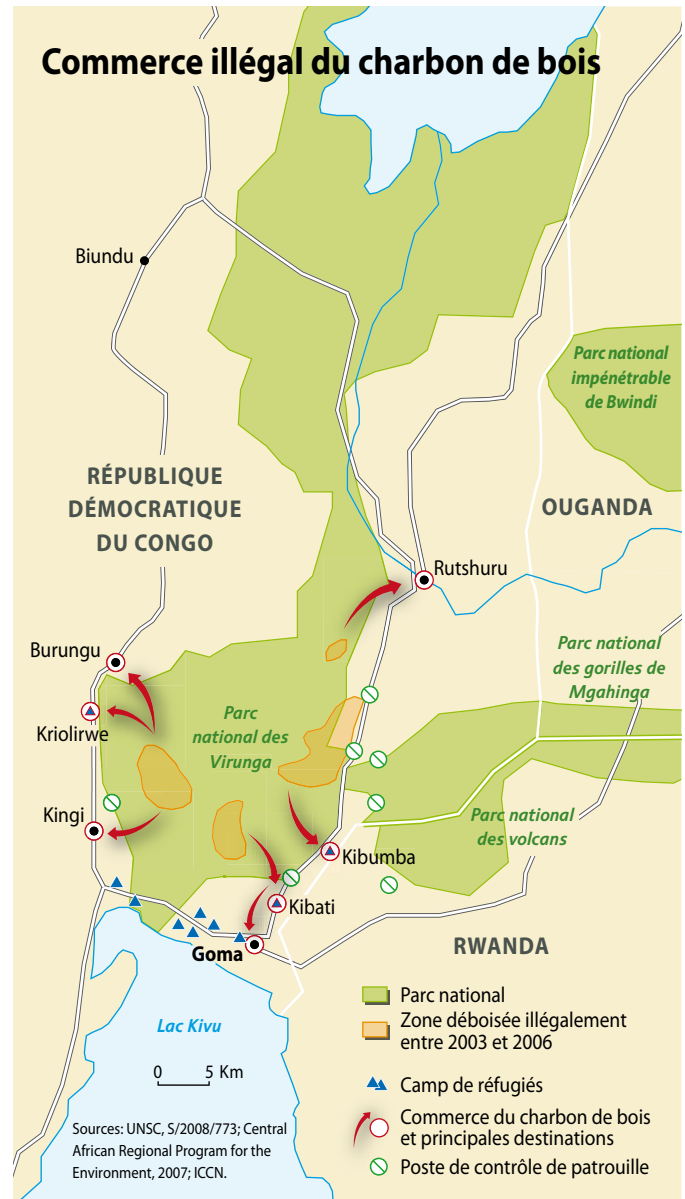 Commerce illégal du charbon de bois
Biundu
Parc national
impénétrable
de Bwindi
RÉPUBLIQUE
DÉMOCRATIQUE
DU CONGO
OUGANDA
Rutshuru
Burungu
Parc national
des gorilles de
Mgahinga
Kriolirwe
Parc
national des
Virunga
Kingi
Parc national
des volcans
Kibumba
Kibati
Goma
RWANDA
Lac Kivu
0 5 Km
Parc national
Zone déboisée illégalement
entre 2003 et 2006
Camp de réfugiés
Commerce du charbon de bois
et principales destinations
Poste de contrôle de patrouille
Sources: UNSC, S/2008/773; Central
African Regional Program for the
Environment, 2007; ICCN.